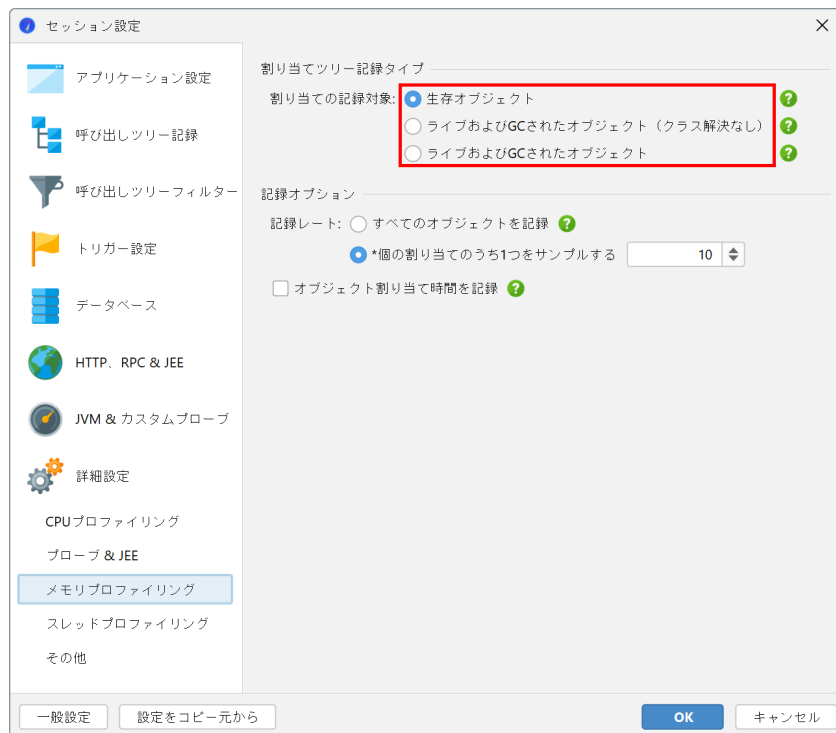 セッション設定
アプリケーション設定
呼び出しツリー記録
呼び出しツリーフィルター
トリガー設定
データベース
HTTP、RPC & JEE
JVM & カスタムプローブ
詳細設定
CPUプロファイリング
プローブ & JEE
メモリプロファイリング
スレッドプロファイリング
その他
割り当てツリー記録タイプ
割り当ての記録対象: 生存オブジェクト
ライブおよびGCされたオブジェクト（クラス解決なし）
ライブおよびGCされたオブジェクト
記録オプション
記録レート: すべてのオブジェクトを記録
*個の割り当てのうち1つをサンプルする 10
オブジェクト割り当て時間を記録
一般設定 設定をコピー元から OK キャンセル